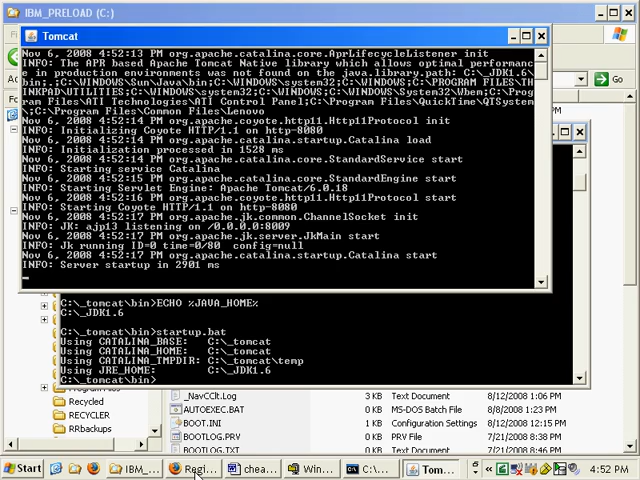 IBM_PRELOAD (C:)
Tomcat
Nov 6, 2008 4:52:13 PM org.apache.catalina.core.AprLifecycleListener init
INFO: The APR based Apache Tomcat Native library which allows optimal performanc
e in production environments was not found on the java.library.path: C:\_JDK1.6\
bin;.;C:\WINDOWS\Sun\Java\bin;C:\WINDOWS\system32;C:\WINDOWS;C:\PROGRAM FILES\THI
NKPAD\UTILITIES;C:\WINDOWS\system32;C:\WINDOWS;C:\WINDOWS\System32\Wbem;C:\Prog
ram Files\ATI Technologies\ATI Control Panel;C:\Program Files\QuickTime\QTSystem
\;C:\Program Files\Common Files\Lenovo
Nov 6, 2008 4:52:14 PM org.apache.coyote.http11.Http11Protocol init
INFO: Initializing Coyote HTTP/1.1 on http-8080
Nov 6, 2008 4:52:14 PM org.apache.catalina.startup.Catalina load
INFO: Initialization processed in 1528 ms
Nov 6, 2008 4:52:14 PM org.apache.catalina.core.StandardService start
INFO: Starting service Catalina
Nov 6, 2008 4:52:15 PM org.apache.catalina.core.StandardEngine start
INFO: Starting Servlet Engine: Apache Tomcat/6.0.18
Nov 6, 2008 4:52:16 PM org.apache.coyote.http11.Http11Protocol start
INFO: Starting Coyote HTTP/1.1 on http-8080
Nov 6, 2008 4:52:17 PM org.apache.jk.common.ChannelSocket init
INFO: JK: ajp13 listening on /0.0.0.0:8009
Nov 6, 2008 4:52:17 PM org.apache.jk.server.JkMain start
INFO: Jk running ID=0 time=0/80 config=null
Nov 6, 2008 4:52:17 PM org.apache.catalina.startup.Catalina start
INFO: Server startup in 2901 ms
Go
C:\_tomcat\bin>ECHO %JAVA_HOME%
C:\_JDK1.6
C:\_tomcat\bin>startup.bat
Using CATALINA_BASE: C:\_tomcat
Using CATALINA_HOME: C:\_tomcat
Using CATALINA_TMPDIR: C:\_tomcat\temp
Using JRE_HOME: C:\_JDK1.6
C:\_tomcat\bin>
Program Files
Recycled
RECYCLER
RRbackups
_NavCClt.Log 3 KB Text Document 8/12/2008 1:06 PM
AUTOEXEC.BAT 0 KB MS-DOS Batch File 8/8/2008 1:23 PM
BOOT.INI 1 KB Configuration Settings 8/12/2008 2:04 PM
BOOTLOG.PRV 34 KB PRV File 7/21/2008 8:38 PM
BOOTLOG.TXT 34 KB Text Document 7/21/2008 8:41 PM
Start IBM_... Regi... chea... Win... C:\... Tom... 4:52 PM